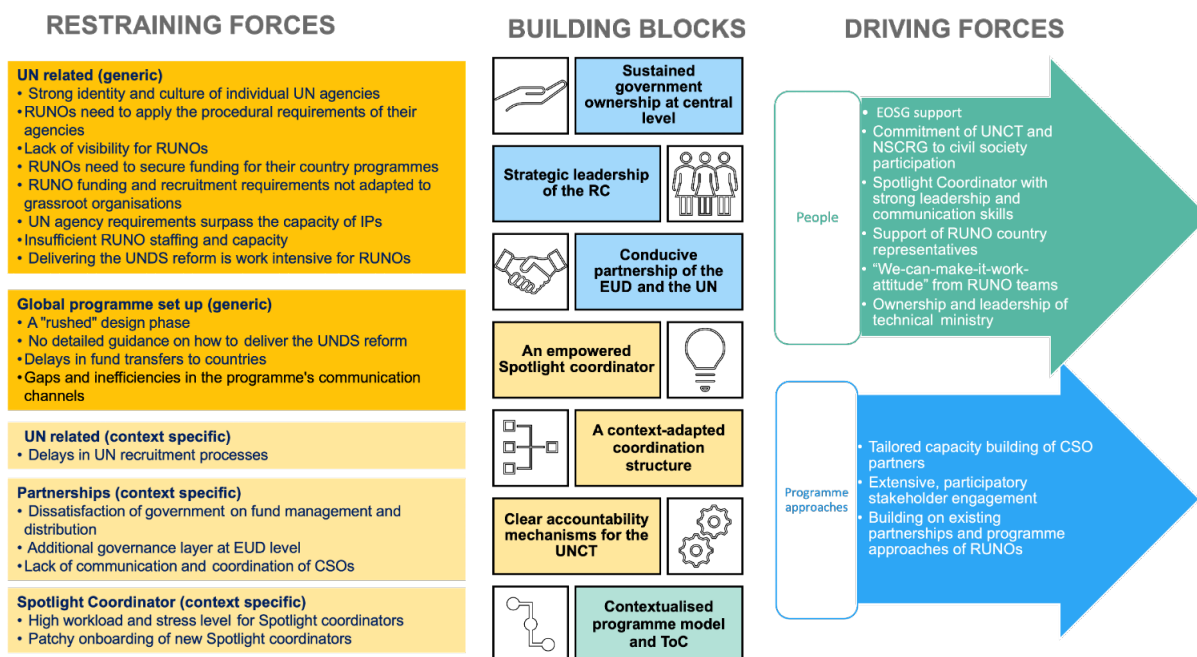 RESTRAINING FORCES
UN related (generic)
• Strong identity and culture of individual UN agencies
• RUNOs need to apply the procedural requirements of their
agencies
• Lack of visibility for RUNOs
• RUNOs need to secure funding for their country programmes
• RUNO funding and recruitment requirements not adapted to
grassroot organisations
• UN agency requirements surpass the capacity of IPs
• Insufficient RUNO staffing and capacity
• Delivering the UNDS reform is work intensive for RUNOs
Global programme set up (generic)
• A "rushed" design phase
• No detailed guidance on how to deliver the UNDS reform
• Delays in fund transfers to countries
• Gaps and inefficiencies in the programme's communication
channels
UN related (context specific)
• Delays in UN recruitment processes
Partnerships (context specific)
• Dissatisfaction of government on fund management and
distribution
• Additional governance layer at EUD level
• Lack of communication and coordination of CSOs
Spotlight Coordinator (context specific)
• High workload and stress level for Spotlight coordinators
• Patchy onboarding of new Spotlight coordinators
BUILDING BLOCKS
Sustained
government
ownership at central
level
Strategic leadership
of the RC
Conducive
partnership of the
EUD and the UN
An empowered
Spotlight coordinator
A context-adapted
coordination
structure
Clear accountability
mechanisms for the
UNCT
Contextualised
programme model
and ToC
DRIVING FORCES
People
• EOSG support
• Commitment of UNCT and
NSCRG to civil society
participation
• Spotlight Coordinator with
strong leadership and
communication skills
• Support of RUNO country
representatives
• “We-can-make-it-work-
attitude” from RUNO teams
• Ownership and leadership of
technical ministry
Programme
approaches
• Tailored capacity building of CSO
partners
• Extensive, participatory
stakeholder engagement
• Building on existing
partnerships and programme
approaches of RUNOs